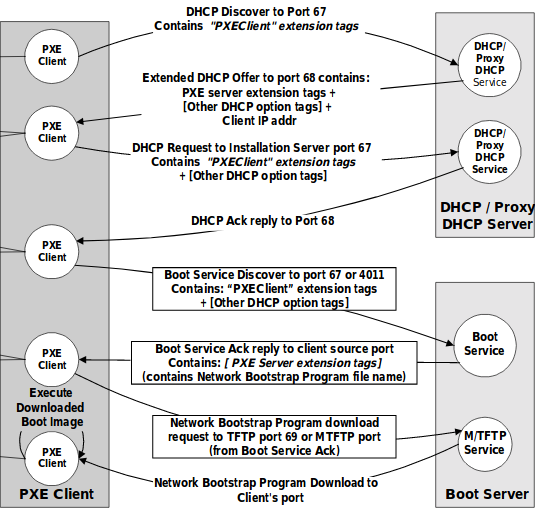 DHCP Discover to Port 67
Contains "PXEClient" extension tags
PXE
Client
DHCP/
Proxy
DHCP
Service
Extended DHCP Offer to port 68 contains:
PXE server extension tags +
[Other DHCP option tags] +
Client IP addr
PXE
Client
DHCP Request to Installation Server port 67
Contains "PXEClient" extension tags
+ [Other DHCP option tags]
DHCP/
Proxy
DHCP
Service
DHCP / Proxy
DHCP Server
DHCP Ack reply to Port 68
PXE
Client
Boot Service Discover to port 67 or 4011
Contains: “PXEClient” extension tags
+ [Other DHCP option tags]
Boot
Service
Boot Service Ack reply to client source port
Contains: [ PXE Server extension tags]
(contains Network Bootstrap Program file name)
PXE
Client
Execute
Downloaded
Boot Image
Network Bootstrap Program download
request to TFTP port 69 or MTFTP port
(from Boot Service Ack)
M/TFTP
Service
PXE
Client
Network Bootstrap Program Download to
Client's port
PXE Client
Boot Server